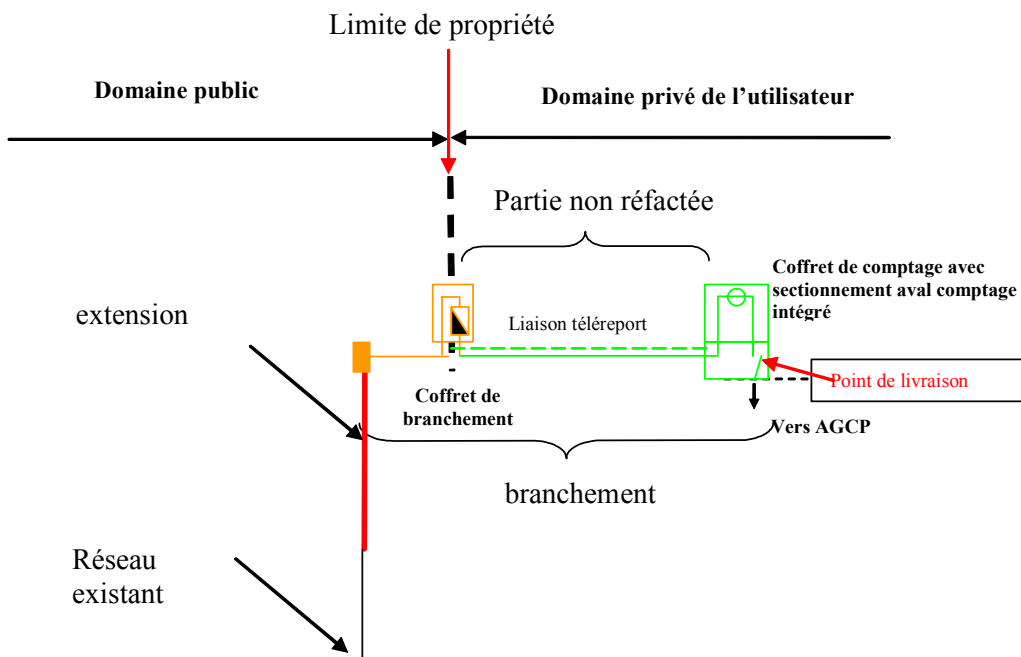 Limite de propriété
Domaine public
Domaine privé de l’utilisateur
Partie non réfactée
Coffret de comptage avec
sectionnement aval comptage
intégré
extension
Liaison téléreport
Point de livraison
Coffret de
branchement
Vers AGCP
branchement
Réseau
existant